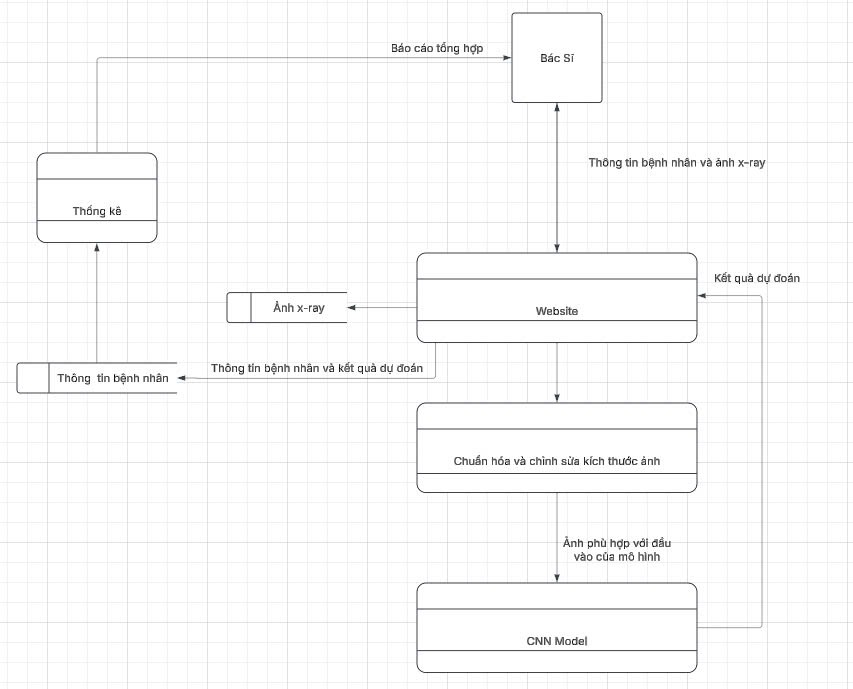 Báo cáo tổng hợp
Bác Sĩ
Thông tin bệnh nhân và ảnh x-ray
Thống kê
Kết quả dự đoán
Ảnh x-ray
Website
Thông tin bệnh nhân và kết quả dự đoán
Thông tin bệnh nhân
Chuẩn hóa và chỉnh sửa kích thước ảnh
Ảnh phù hợp với đầu
vào của mô hình
CNN Model